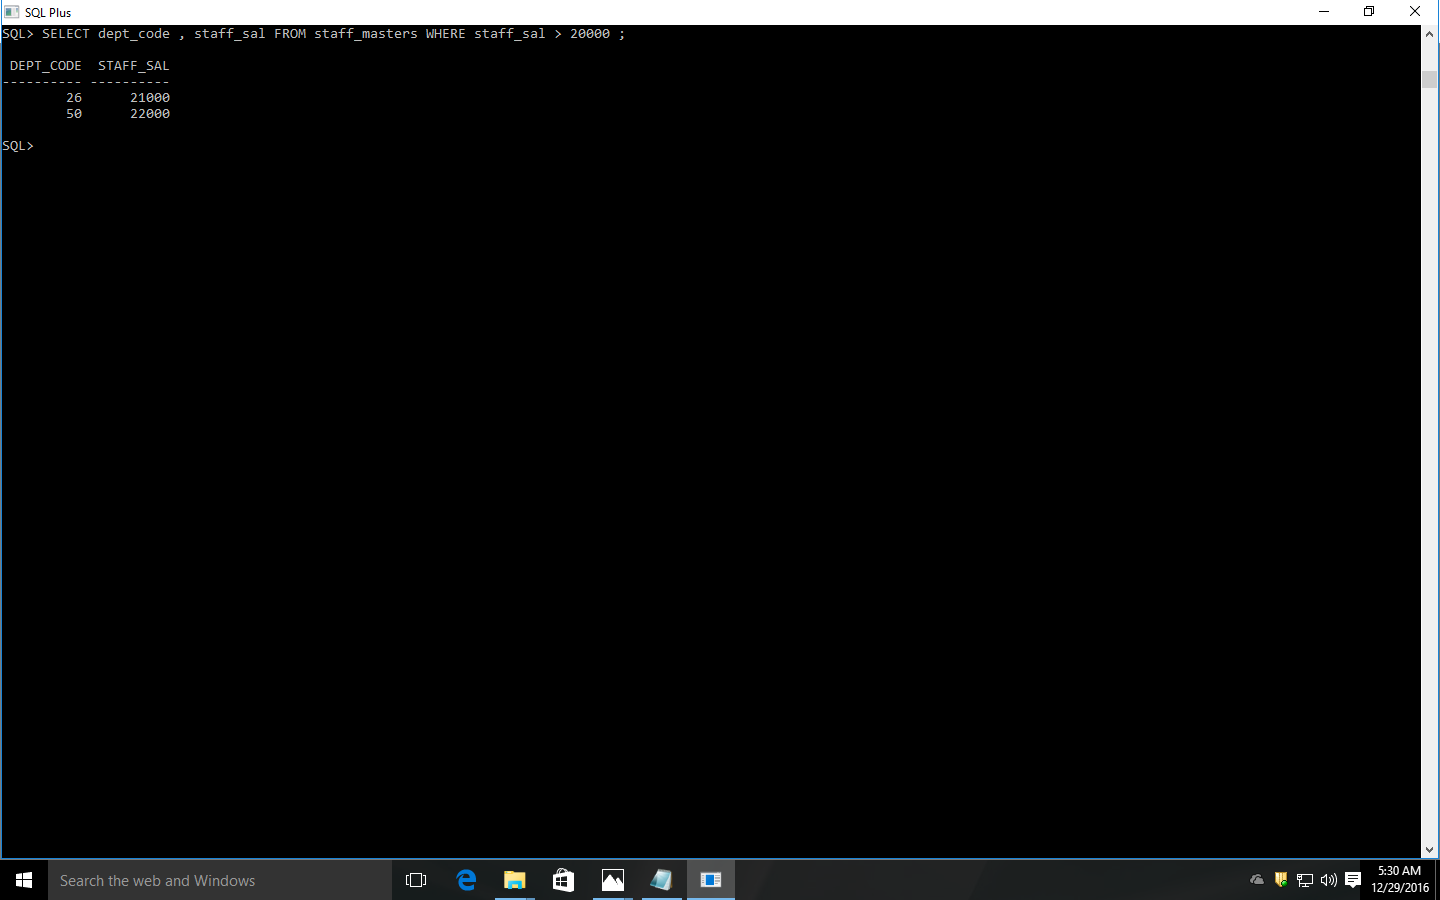 SQL Plus
SQL> SELECT dept_code , staff_sal FROM staff_masters WHERE staff_sal > 20000 ;
DEPT_CODE  STAFF_SAL
---------- ----------
26      21000
50      22000
SQL>
Search the web and Windows
5:30 AM
12/29/2016